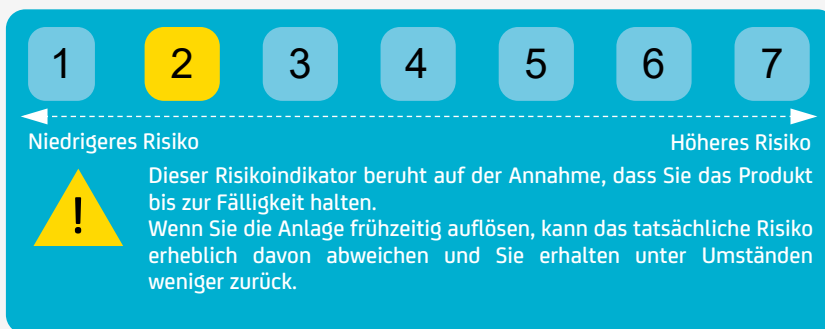 1 2 3 4 5 6 7
Niedrigeres Risiko Höheres Risiko
! Dieser Risikoindikator beruht auf der Annahme, dass Sie das Produkt
bis zur Fälligkeit halten.
Wenn Sie die Anlage frühzeitig auflösen, kann das tatsächliche Risiko
erheblich davon abweichen und Sie erhalten unter Umständen
weniger zurück.